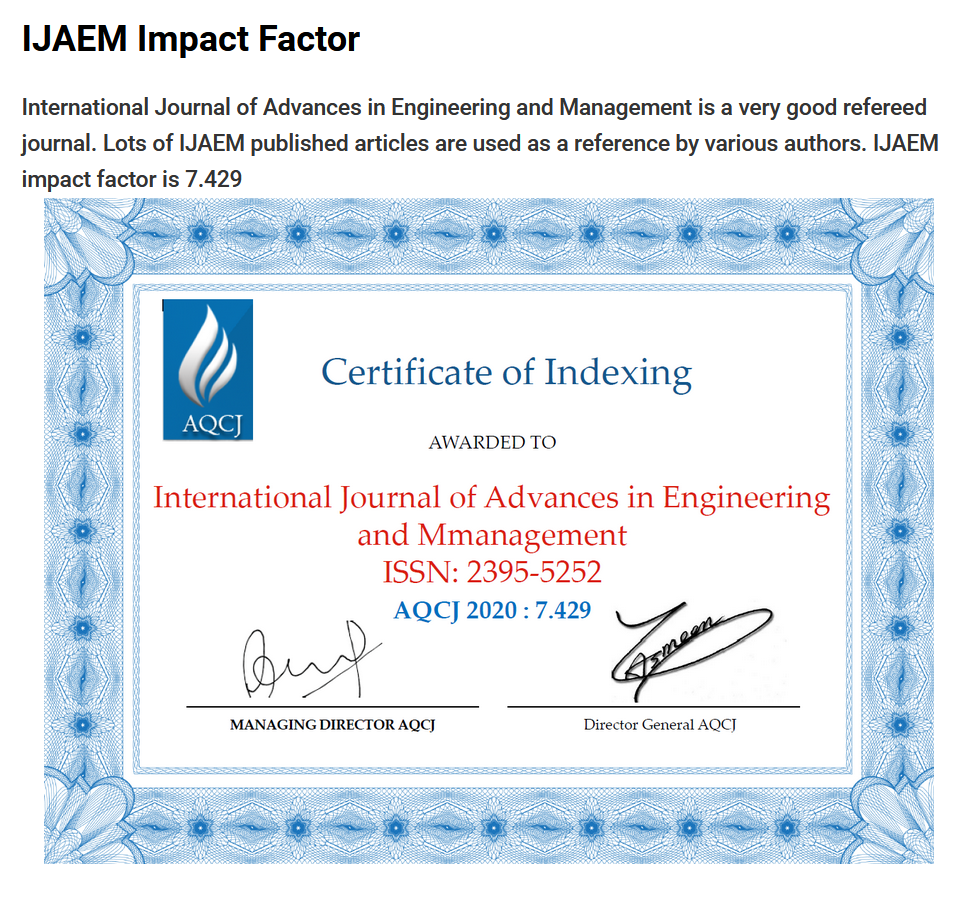 IJAEM Impact Factor
International Journal of Advances in Engineering and Management is a very good refereed
journal. Lots of IJAEM published articles are used as a reference by various authors. IJAEM
impact factor is 7.429
AQCJ
Certificate of Indexing
AWARDED TO
International Journal of Advances in Engineering
and Mmanagement
ISSN: 2395-5252
AQCJ 2020 : 7.429
MANAGING DIRECTOR AQCJ
Director General AQCJ